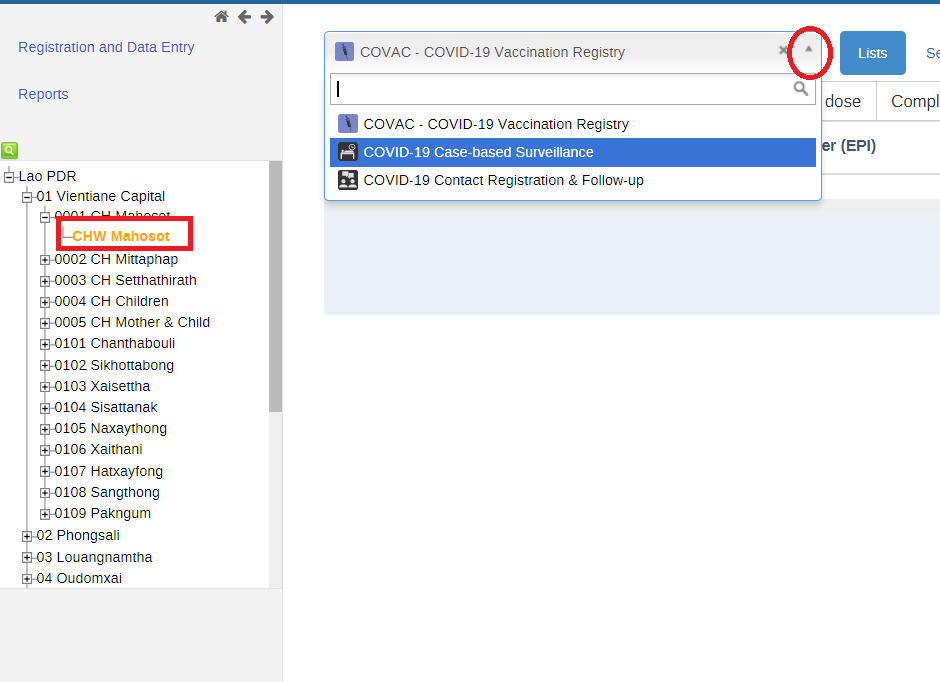 Registration and Data Entry
Reports
Lao PDR
01 Vientiane Capital
0001 CH Mahosot
CHW Mahosot
0002 CH Mittaphap
0003 CH Setthathirath
0004 CH Children
0005 CH Mother & Child
0101 Chanthabouli
0102 Sikhottabong
0103 Xaisettha
0104 Sisattanak
0105 Naxaythong
0106 Xaithani
0107 Hatxayfong
0108 Sangthong
0109 Pakngum
02 Phongsali
03 Louangnamtha
04 Oudomxai
COVAC - COVID-19 Vaccination Registry
Lists
Se
COVAC - COVID-19 Vaccination Registry
COVID-19 Case-based Surveillance
COVID-19 Contact Registration & Follow-up
dose
Compl
er (EPI)